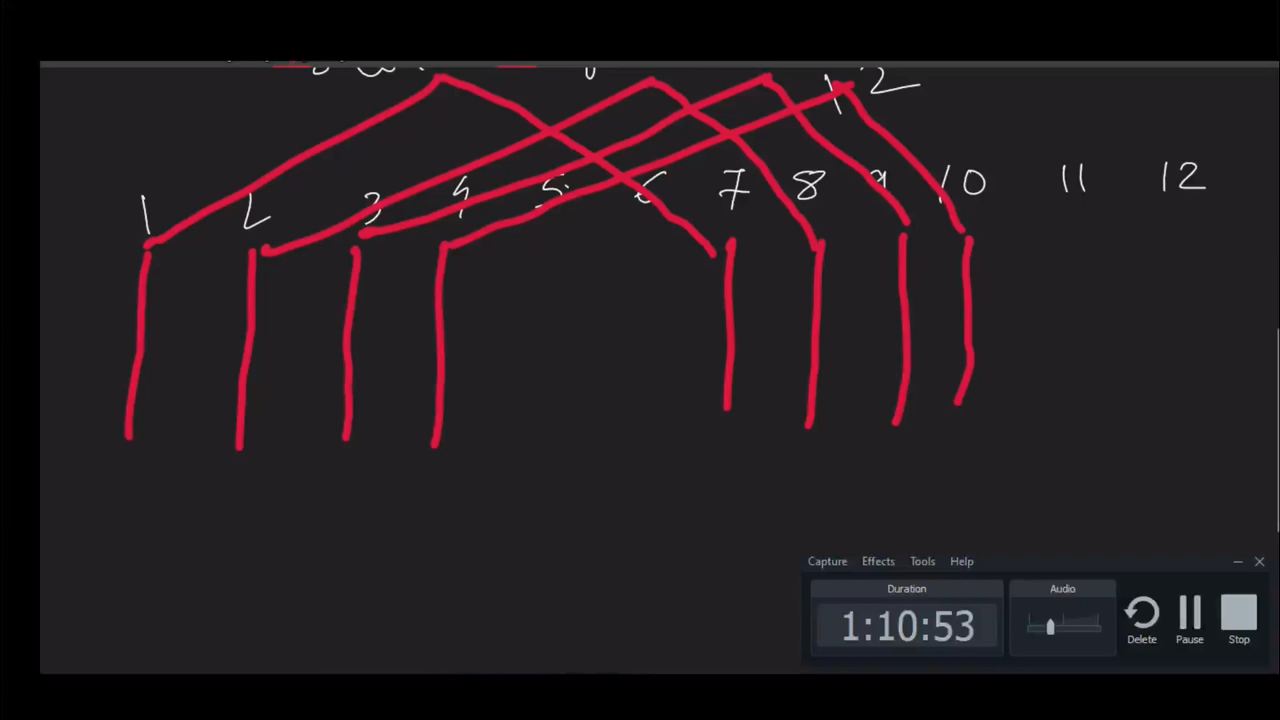 12
1 2 3 4 5 6 7 8 9 10 11 12
Capture Effects Tools Help
Duration Audio
1:10:53
Delete Pause Stop